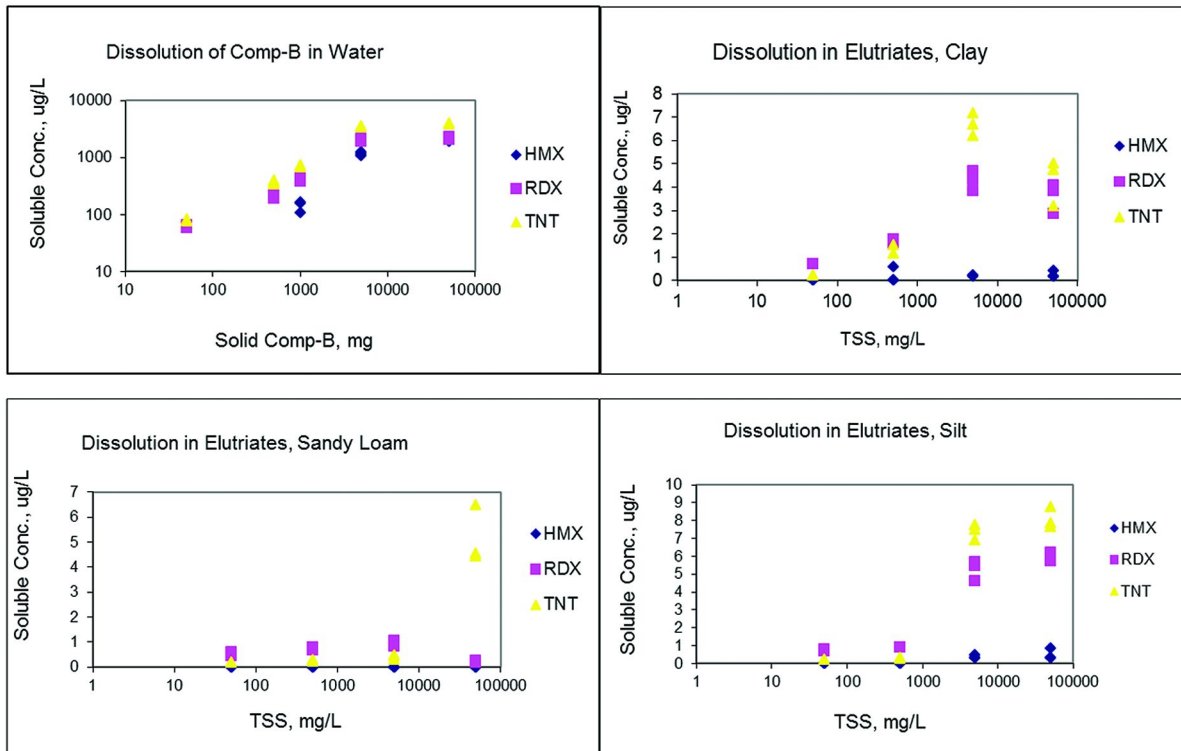 Dissolution of Comp-B in Water
Soluble Conc., ug/L
10000
1000
100
10
10 100 1000 10000 100000
Solid Comp-B, mg
HMX
RDX
TNT
Dissolution in Elutriates, Clay
Soluble Conc., ug/L
8
7
6
5
4
3
2
1
0
1 10 100 1000 10000 100000
TSS, mg/L
HMX
RDX
TNT
Dissolution in Elutriates, Sandy Loam
Soluble Conc., ug/L
7
6
5
4
3
2
1
0
1 10 100 1000 10000 100000
TSS, mg/L
HMX
RDX
TNT
Dissolution in Elutriates, Silt
Soluble Conc., ug/L
10
9
8
7
6
5
4
3
2
1
0
1 10 100 1000 10000 100000
TSS, mg/L
HMX
RDX
TNT